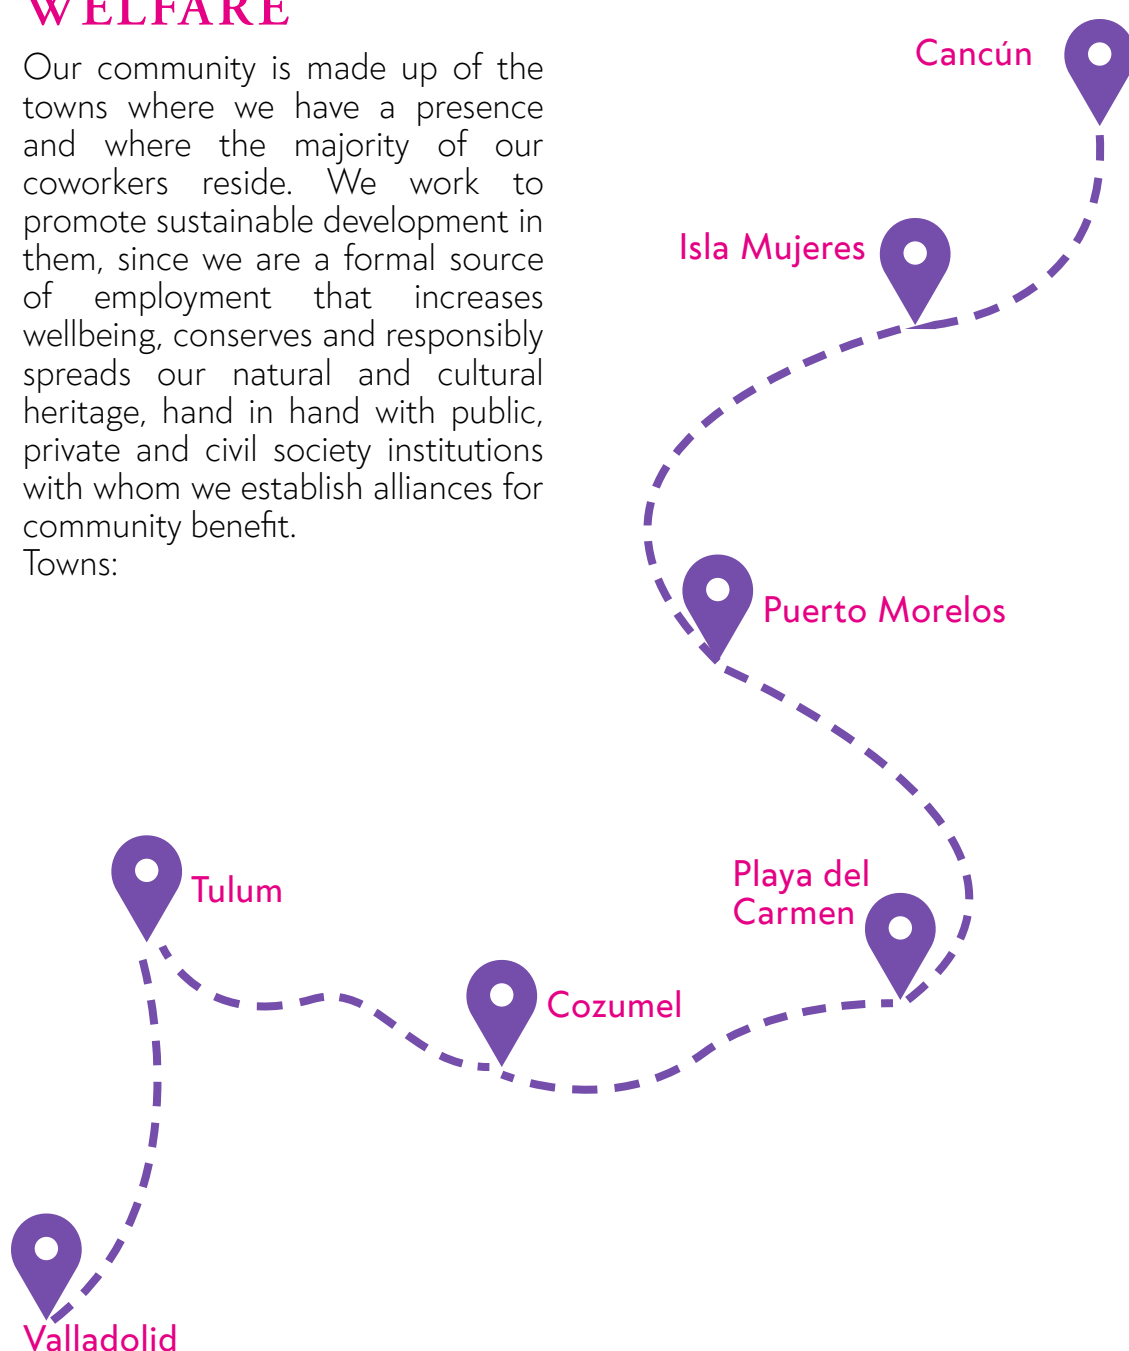 WELFARE
Our community is made up of the
towns where we have a presence
and where the majority of our
coworkers reside. We work to
promote sustainable development in
them, since we are a formal source
of employment that increases
wellbeing, conserves and responsibly
spreads our natural and cultural
heritage, hand in hand with public,
private and civil society institutions
with whom we establish alliances for
community benefit.
Towns:
Cancún
Isla Mujeres
Puerto Morelos
Playa del
Carmen
Cozumel
Tulum
Valladolid